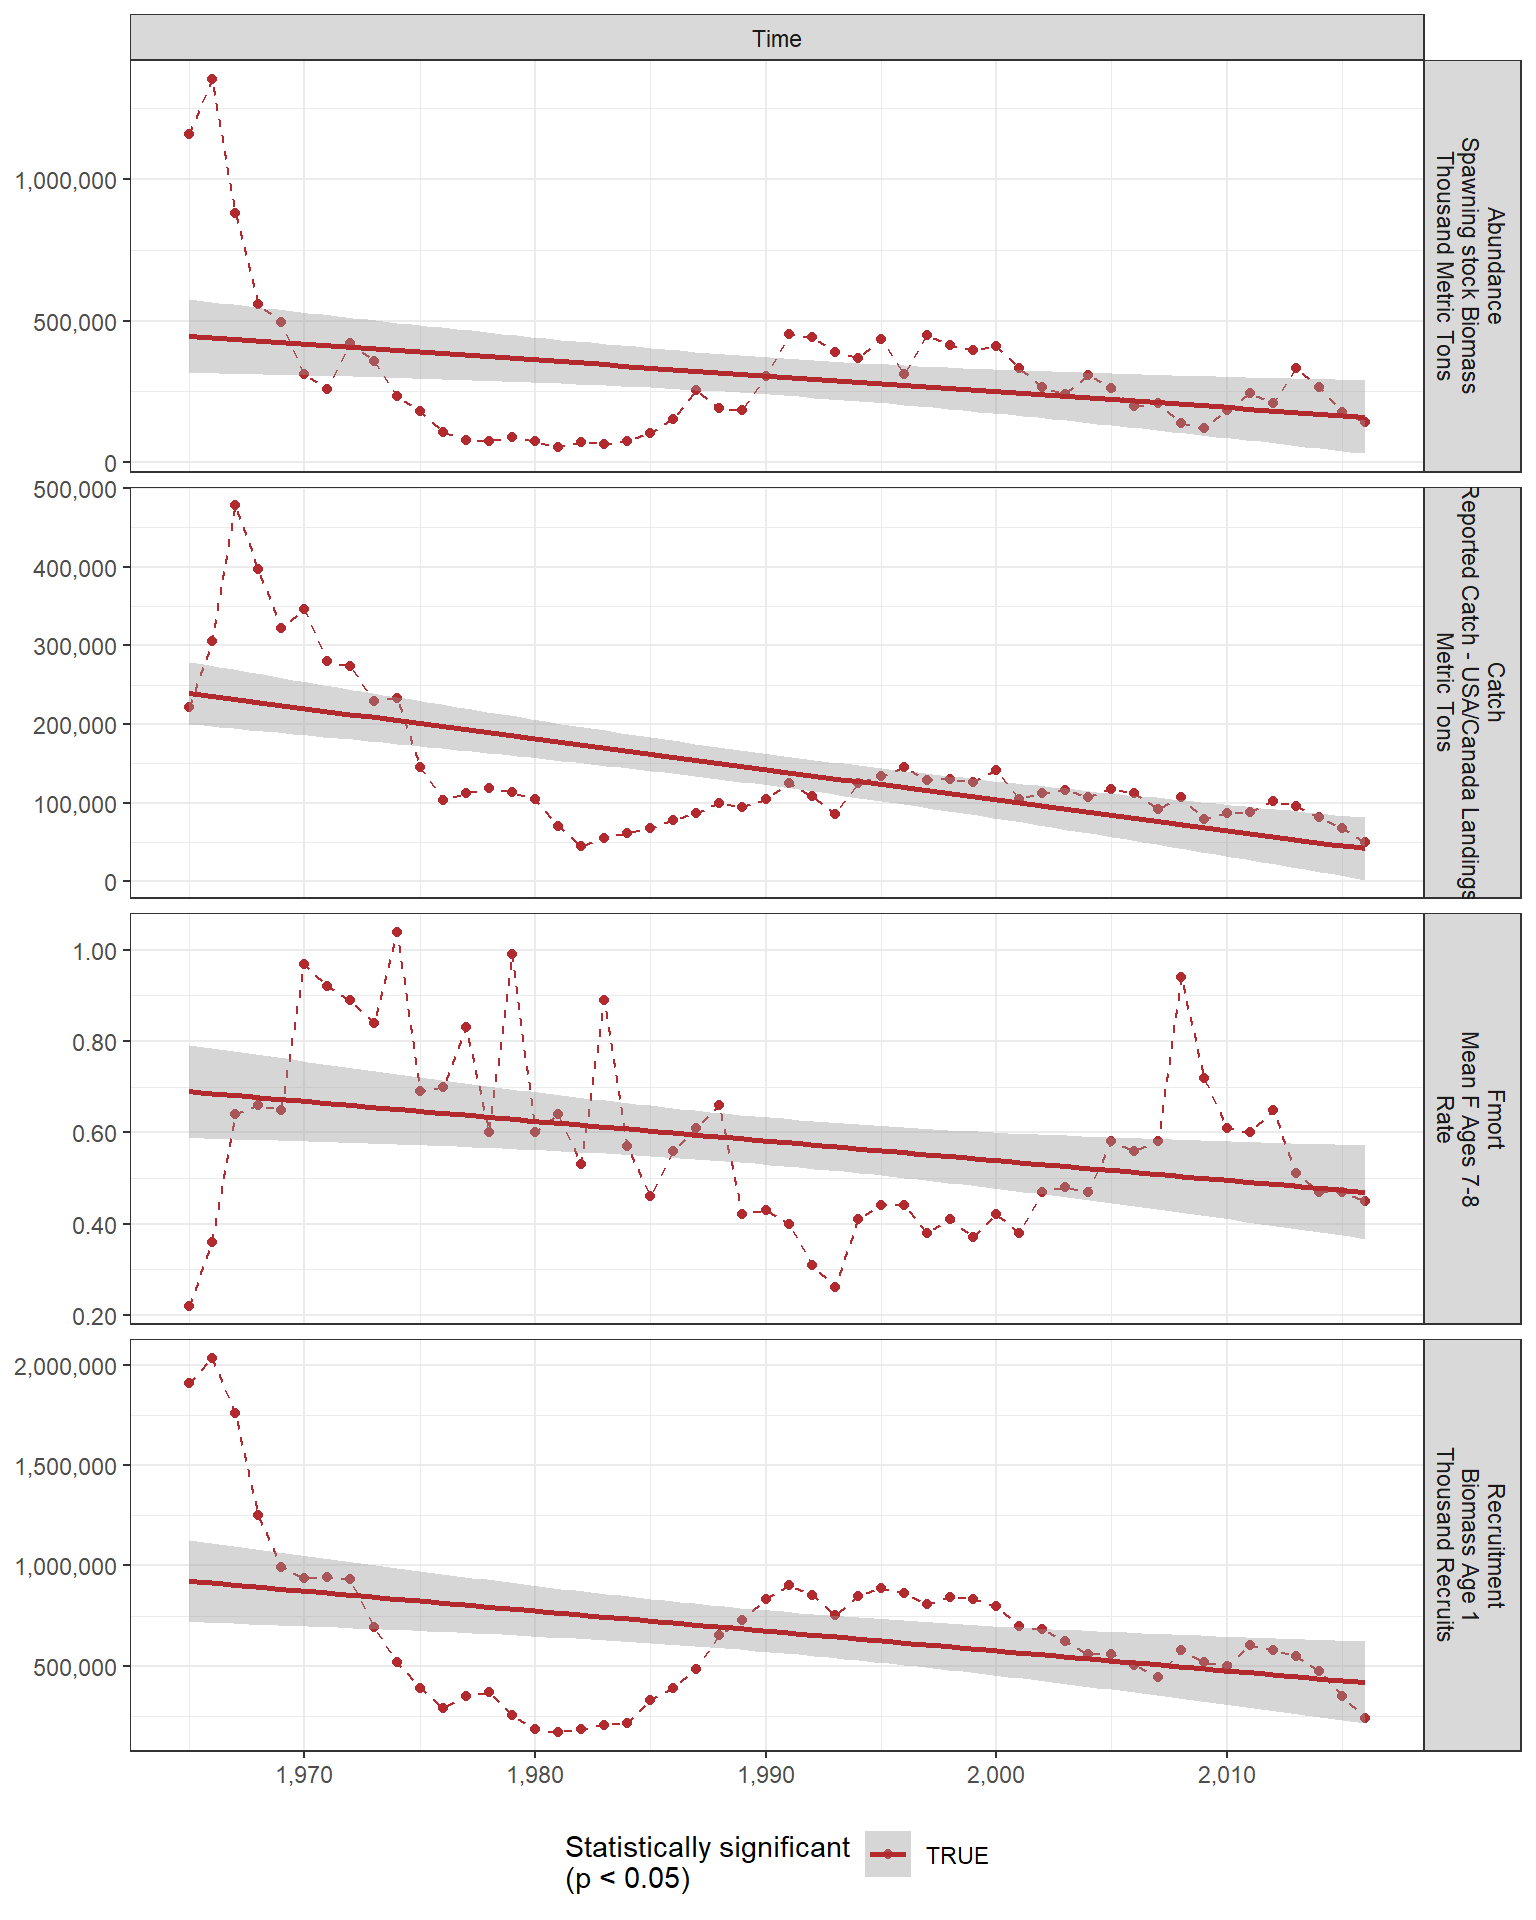 Time
1,000,000
500,000
0
Abundance
Spawning stock Biomass
Thousand Metric Tons
500,000
400,000
300,000
200,000
100,000
0
Catch
Reported Catch - USA/Canada Landings
Metric Tons
1.00
0.80
0.60
0.40
0.20
Fmort
Mean F Ages 7-8
Rate
2,000,000
1,500,000
1,000,000
500,000
Recruitment
Biomass Age 1
Thousand Recruits
1,970
1,980
1,990
2,000
2,010
Statistically significant
(p < 0.05)
TRUE